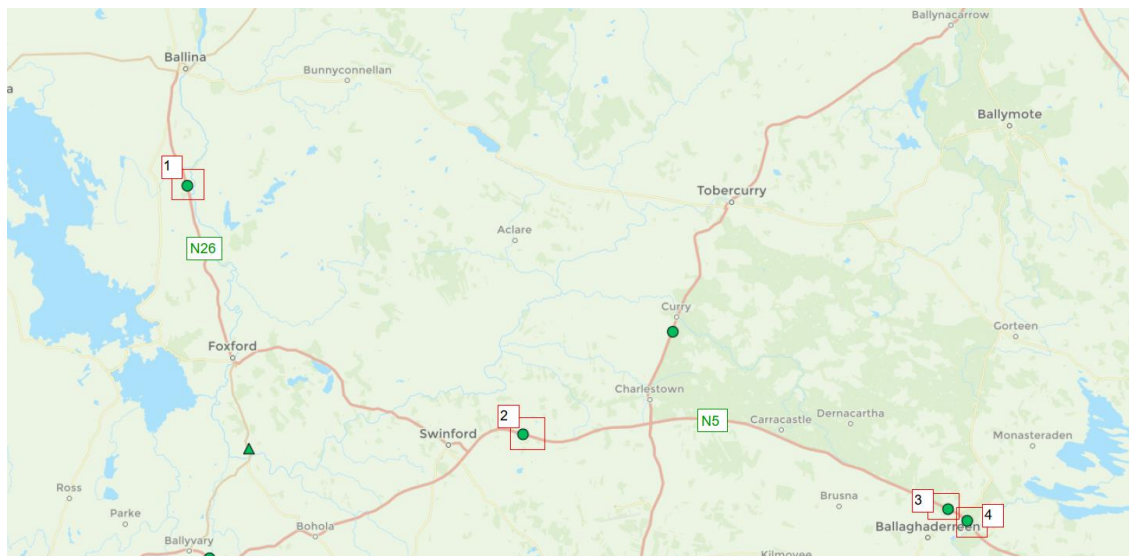 Ballynacarrow
Ballina
Bunnyconnellan
Ballymote
1
Tobercurry
Aclare
N26
Curry
Gorteen
Foxford
Charlestown
2
N5
Dernacartha
Carracastle
Swinford
Monasteraden
Ross
Brusna
3
4
Parke
Ballaghaderreen
Bohola
Ballyvary
Kilmovee